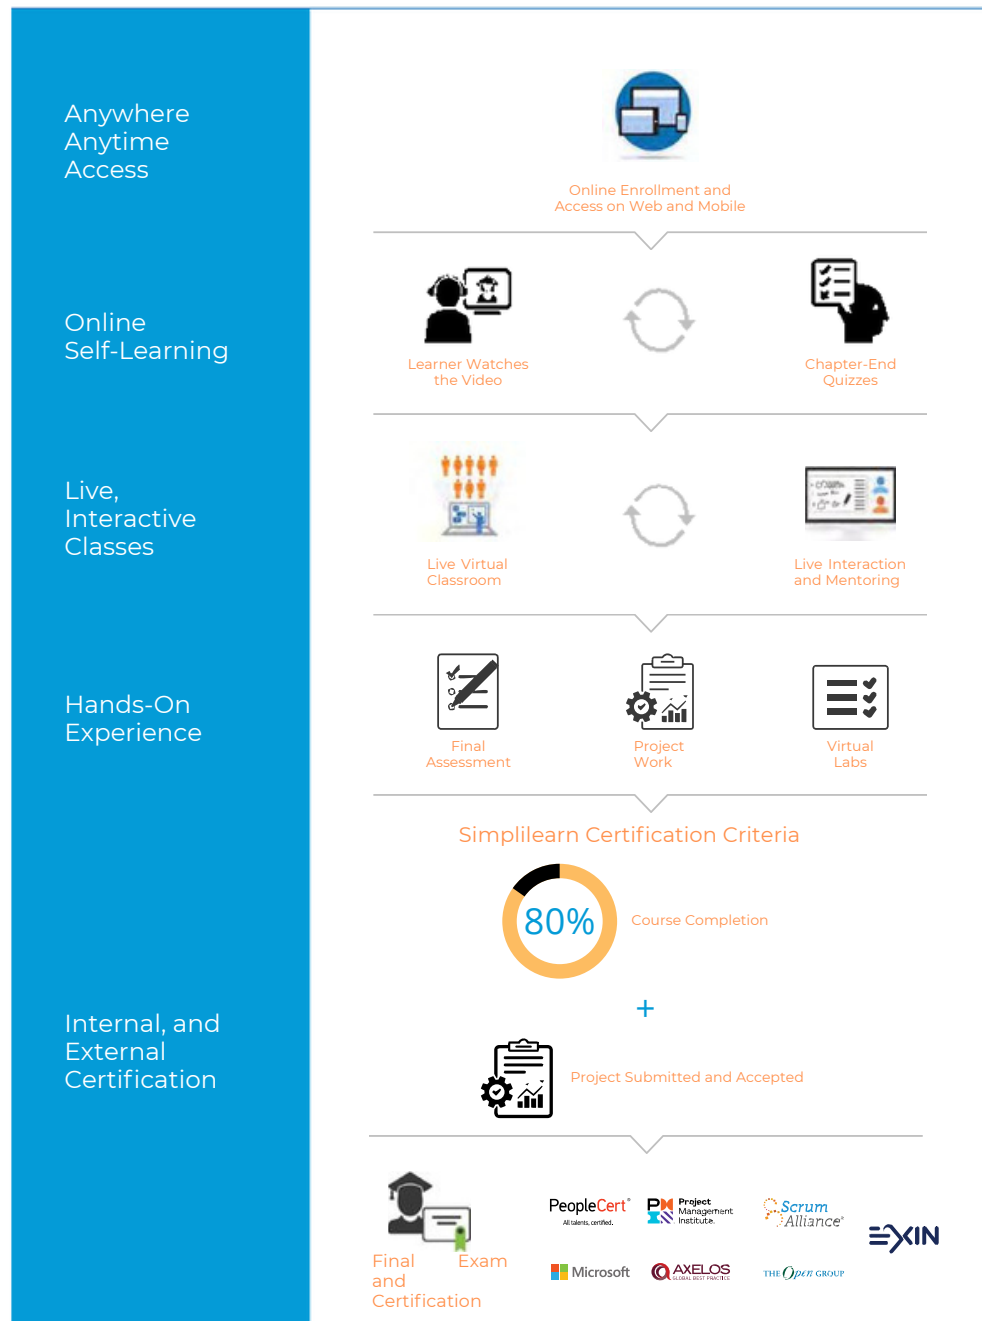 Anywhere
Anytime
Access
Online Enrollment and
Access on Web and Mobile
Online
Self-Learning
Learner Watches
the Video
Chapter-End
Quizzes
Live,
Interactive
Classes
Live Virtual
Classroom
Live Interaction
and Mentoring
Hands-On
Experience
Final
Assessment
Project
Work
Virtual
Labs
Simplilearn Certification Criteria
80%
Course Completion
+
Internal, and
External
Certification
Project Submitted and Accepted
Final Exam
and
Certification
PeopleCert
All talents, certified.
Project
Management
Institute.
Scrum
Alliance®
EXIN
Microsoft
AXELOS
GLOBAL BEST PRACTICE
THE Open GROUP